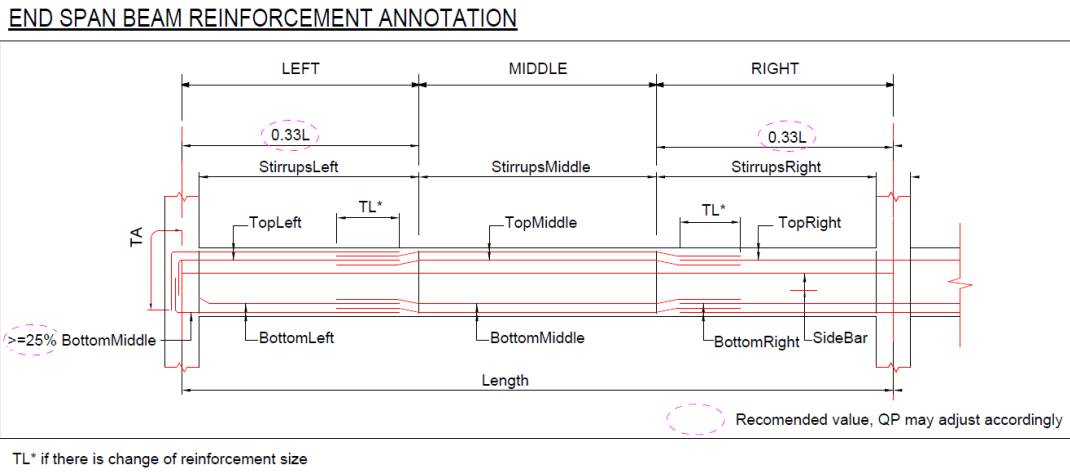 END SPAN BEAM REINFORCEMENT ANNOTATION
LEFT MIDDLE RIGHT
0.33L 0.33L
StirrupsLeft StirrupsMiddle StirrupsRight
TL* TL*
TopLeft TopMiddle TopRight
TA
>=25% BottomMiddle BottomLeft BottomMiddle BottomRight SideBar
Length
Recomended value, QP may adjust accordingly
TL* if there is change of reinforcement size